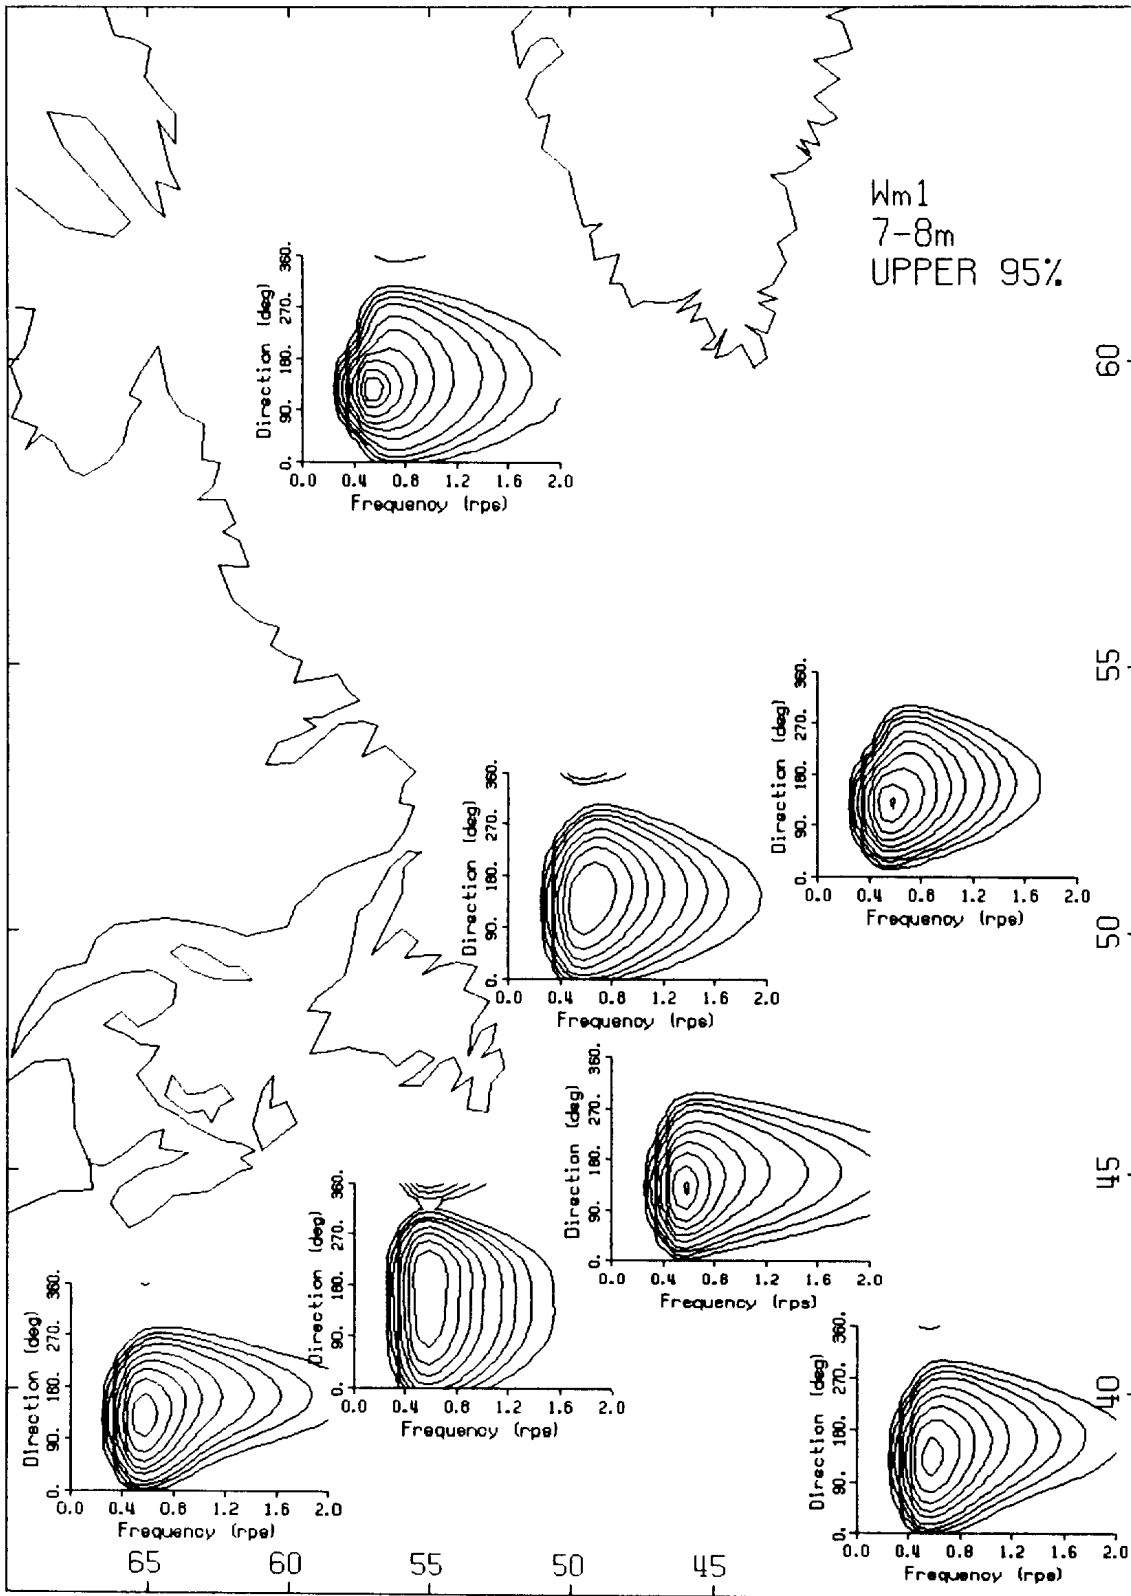 Wm1
7-8m
UPPER 95%
360.
270.
180.
90.
0.
Direction (deg)
0.0 0.4 0.8 1.2 1.6 2.0
Frequency (rps)
60
55
50
45
40
360.
270.
180.
90.
0.
Direction (deg)
0.0 0.4 0.8 1.2 1.6 2.0
Frequency (rps)
360.
270.
180.
90.
0.
Direction (deg)
0.0 0.4 0.8 1.2 1.6 2.0
Frequency (rps)
360.
270.
180.
90.
0.
Direction (deg)
0.0 0.4 0.8 1.2 1.6 2.0
Frequency (rps)
360.
270.
180.
90.
0.
Direction (deg)
0.0 0.4 0.8 1.2 1.6 2.0
Frequency (rps)
360.
270.
180.
90.
0.
Direction (deg)
0.0 0.4 0.8 1.2 1.6 2.0
Frequency (rps)
360.
270.
180.
90.
0.
Direction (deg)
0.0 0.4 0.8 1.2 1.6 2.0
Frequency (rps)
65 60 55 50 45